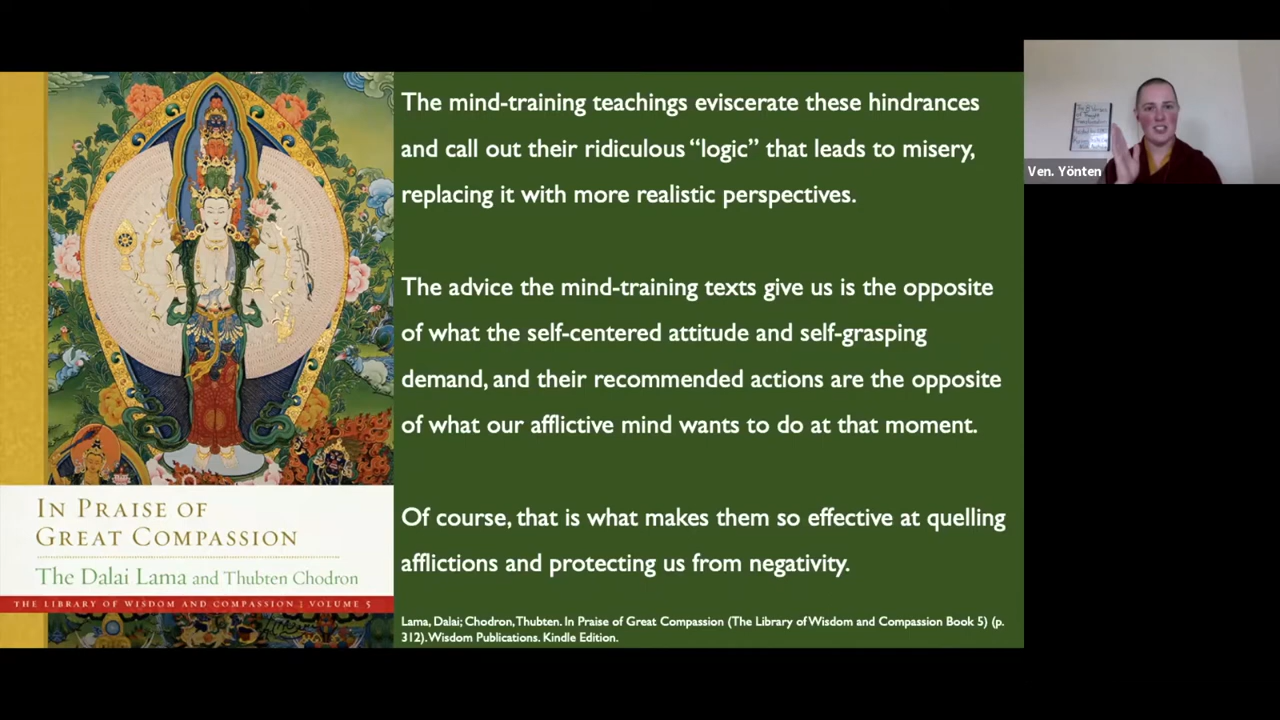 The mind-training teachings eviscerate these hindrances
and call out their ridiculous “logic” that leads to misery,
replacing it with more realistic perspectives.
The advice the mind-training texts give us is the opposite
of what the self-centered attitude and self-grasping
demand, and their recommended actions are the opposite
of what our afflictive mind wants to do at that moment.
Of course, that is what makes them so effective at quelling
afflictions and protecting us from negativity.
Lama, Dalai; Chodron, Thubten. In Praise of Great Compassion (The Library of Wisdom and Compassion Book 5) (p.
312). Wisdom Publications. Kindle Edition.
IN PRAISE OF
GREAT COMPASSION
The Dalai Lama and Thubten Chodron
THE LIBRARY OF WISDOM AND COMPASSION | VOLUME 5
Ven. Yönten